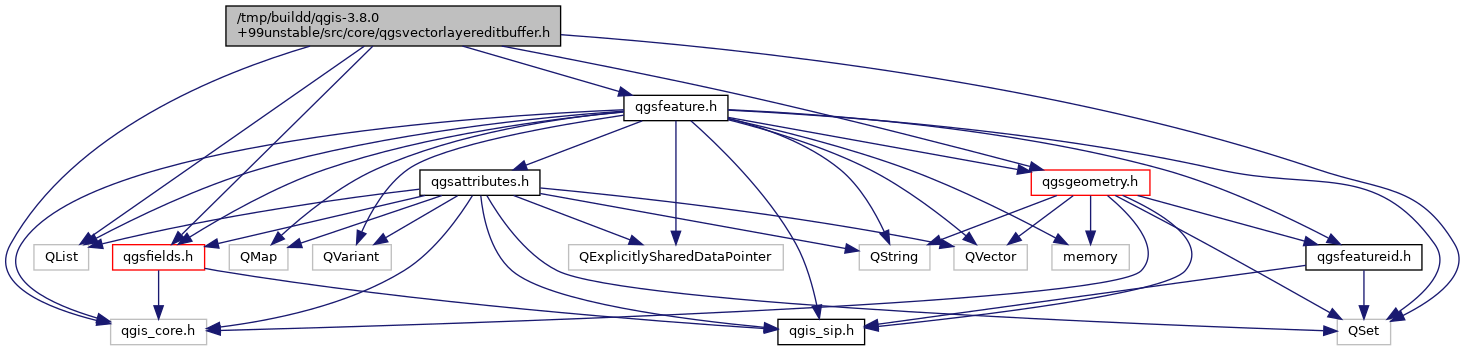 /tmp/buildd/qgis-3.8.0
+99unstable/src/core/qgsvectorlayereditbuffer.h
qgsfeature.h
qgsattributes.h
qgsgeometry.h
QList
qgsfields.h
QMap
QVariant
QExplicitlySharedDataPointer
QString
QVector
memory
qgsfeatureid.h
qgis_core.h
qgis_sip.h
QSet